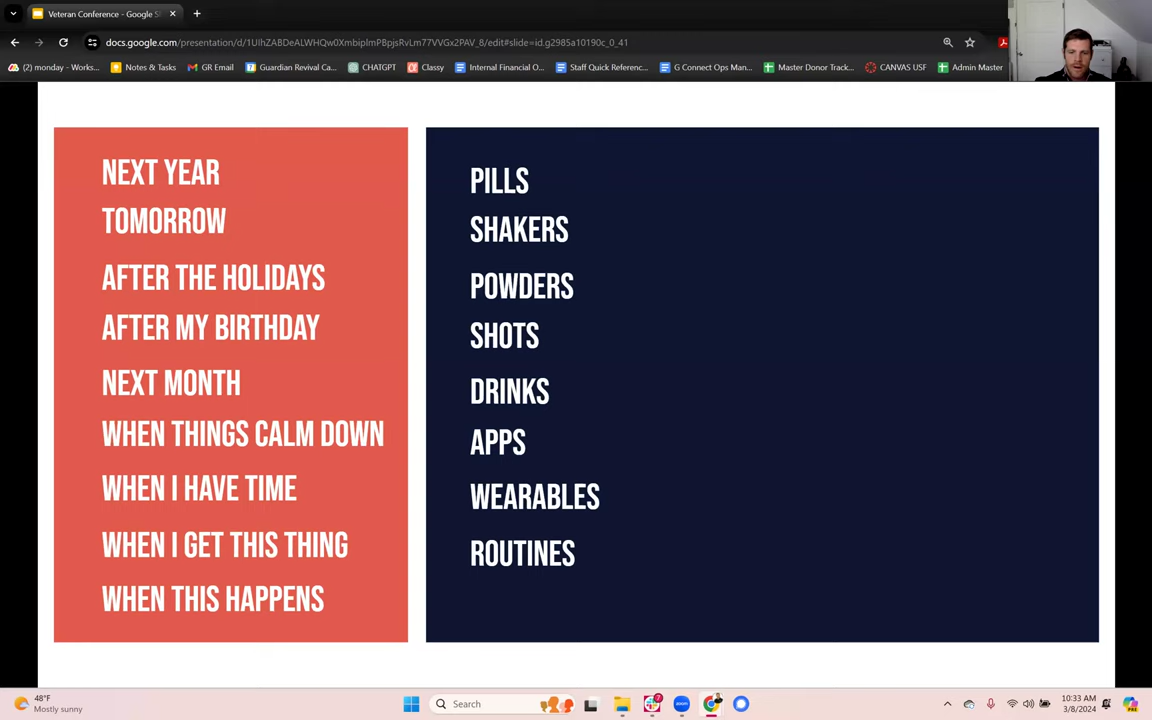 Veteran Conference - Google S
docs.google.com/presentation/d/1UIhZABDeALWHQw0XmbiplmPBpjsRvLm77VVGx2PAV_8/edit#slide=id.g2985a10190c_0_41
(2) monday - Works...
Notes & Tasks
GR Email
Guardian Revival Ca...
CHATGPT
Classy
Internal Financial O...
Staff Quick Referenc...
G Connect Ops Man...
Master Donor Track...
CANVAS USF
Admin Master
NEXT YEAR
TOMORROW
AFTER THE HOLIDAYS
AFTER MY BIRTHDAY
NEXT MONTH
WHEN THINGS CALM DOWN
WHEN I HAVE TIME
WHEN I GET THIS THING
WHEN THIS HAPPENS
PILLS
SHAKERS
POWDERS
SHOTS
DRINKS
APPS
WEARABLES
ROUTINES
48°F
Mostly sunny
Search
10:33 AM
3/8/2024